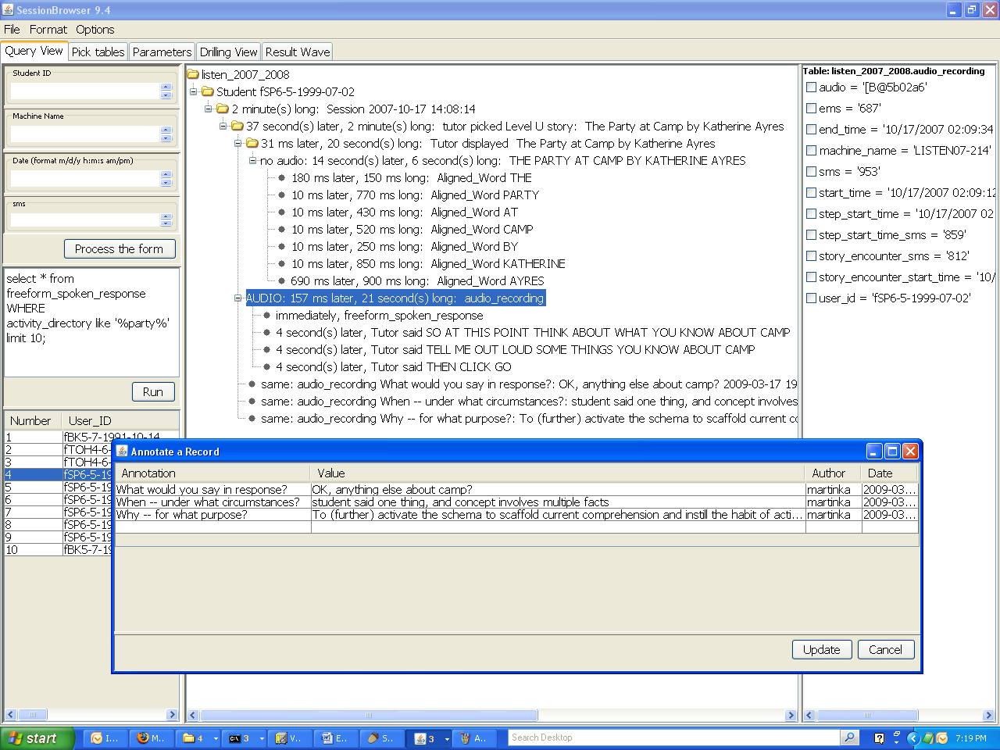 SessionBrowser 9.4
File Format Options
Query View Pick tables Parameters Drilling View Result Wave
Student ID
Machine Name
Date (format m/d/y h:m:s am/pm)
sms
Process the form
select * from
freeform_spoken_response
WHERE
activity_directory like '%party%'
limit 10;
Run
Number User_ID
1 fBK5-7-1991-10-14
2 fTOH4-6-
3 fTOH4-6-
4 fSP6-5-19
5 fSP6-5-19
6 fSP6-5-19
7 fSP6-5-19
8 fSP6-5-19
9 fSP6-5-19
10 fBK5-7-19
listen_2007_2008
Student fSP6-5-1999-07-02
2 minute(s) long: Session 2007-10-17 14:08:14
37 second(s) later, 2 minute(s) long: tutor picked Level U story: The Party at Camp by Katherine Ayres
31 ms later, 20 second(s) long: Tutor displayed The Party at Camp by Katherine Ayres
no audio: 14 second(s) later, 6 second(s) long: THE PARTY AT CAMP BY KATHERINE AYRES
180 ms later, 150 ms long: Aligned_Word THE
10 ms later, 770 ms long: Aligned_Word PARTY
10 ms later, 430 ms long: Aligned_Word AT
10 ms later, 520 ms long: Aligned_Word CAMP
10 ms later, 250 ms long: Aligned_Word BY
10 ms later, 850 ms long: Aligned_Word KATHERINE
690 ms later, 900 ms long: Aligned_Word AYRES
AUDIO: 157 ms later, 21 second(s) long: audio_recording
immediately, freeform_spoken_response
4 second(s) later, Tutor said SO AT THIS POINT THINK ABOUT WHAT YOU KNOW ABOUT CAMP
4 second(s) later, Tutor said TELL ME OUT LOUD SOME THINGS YOU KNOW ABOUT CAMP
4 second(s) later, Tutor said THEN CLICK GO
same: audio_recording What would you say in response?: OK, anything else about camp? 2009-03-17 19
same: audio_recording When -- under what circumstances?: student said one thing, and concept involves
same: audio_recording Why -- for what purpose?: To (further) activate the schema to scaffold current co
Table: listen_2007_2008.audio_recording
audio = '[B@5b02a6'
ems = '687'
end_time = '10/17/2007 02:09:34
machine_name = 'LISTEN07-214'
sms = '953'
start_time = '10/17/2007 02:09:12
step_start_time = '10/17/2007 02
step_start_time_sms = '859'
story_encounter_sms = '812'
story_encounter_start_time = '10/
user_id = 'fSP6-5-1999-07-02'
Annotate a Record
Annotation Value Author Date
What would you say in response? OK, anything else about camp? martinka 2009-03...
When -- under what circumstances? student said one thing, and concept involves multiple facts martinka 2009-03...
Why -- for what purpose? To (further) activate the schema to scaffold current comprehension and instill the habit of acti... martinka 2009-03...
Update Cancel
start I... M... 4 3 V... E... S... 3 A... Search Desktop 7:19 PM